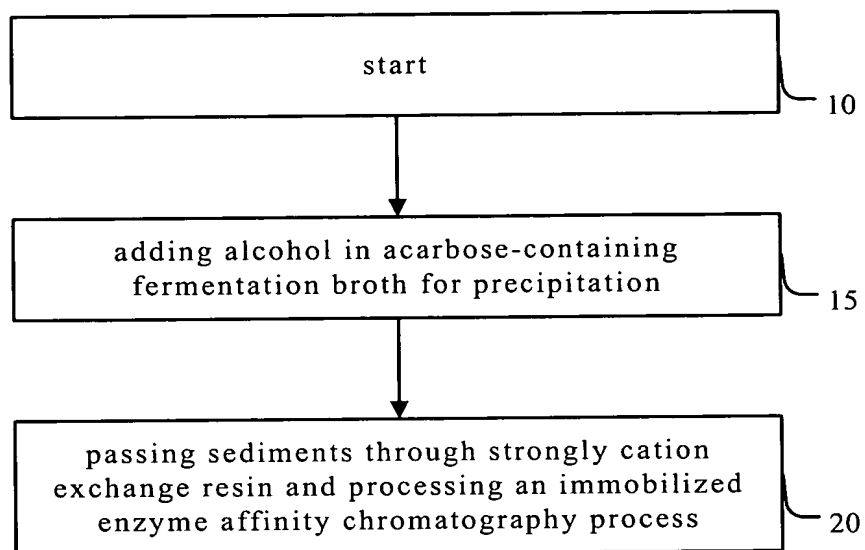 start
10
adding alcohol in acarbose-containing
fermentation broth for precipitation
15
passing sediments through strongly cation
exchange resin and processing an immobilized
enzyme affinity chromatography process
20